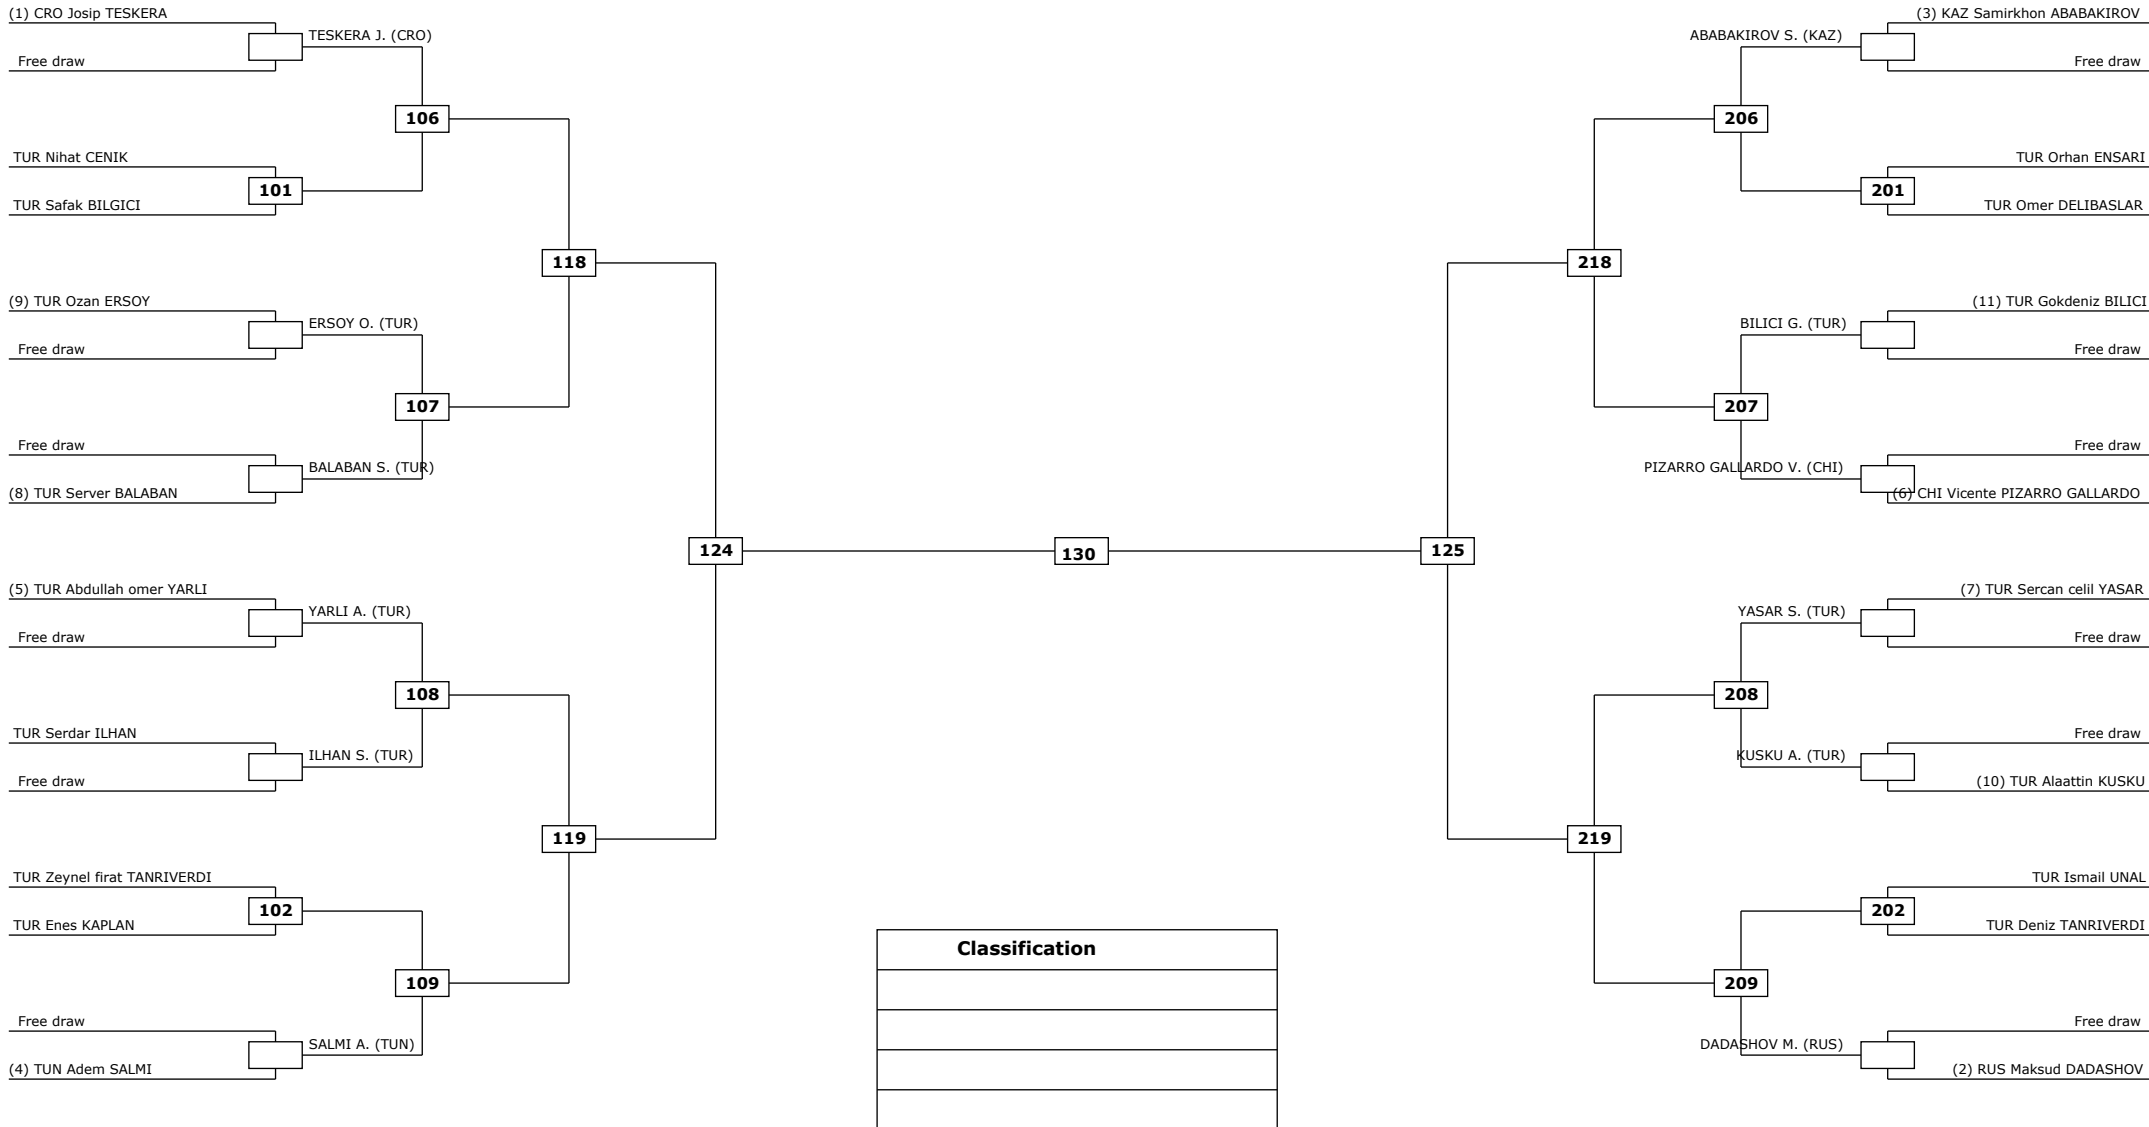 (1) CRO Josip TESKERA
TESKERA J. (CRO)
Free draw
106
TUR Nihat CENIK
101
TUR Safak BILGICI
118
(9) TUR Ozan ERSOY
ERSOY O. (TUR)
Free draw
107
Free draw
BALABAN S. (TUR)
(8) TUR Server BALABAN
124
(5) TUR Abdullah omer YARLI
YARLI A. (TUR)
Free draw
108
TUR Serdar ILHAN
ILHAN S. (TUR)
Free draw
119
TUR Zeynel firat TANRIVERDI
102
TUR Enes KAPLAN
109
Free draw
SALMI A. (TUN)
(4) TUN Adem SALMI
130
(3) KAZ Samirkhon ABABAKIROV
ABABAKIROV S. (KAZ)
Free draw
206
TUR Orhan ENSARI
201
TUR Omer DELIBASLAR
218
(11) TUR Gokdeniz BILICI
BILICI G. (TUR)
Free draw
207
Free draw
PIZARRO GALLARDO V. (CHI)
(6) CHI Vicente PIZARRO GALLARDO
125
(7) TUR Sercan celil YASAR
YASAR S. (TUR)
Free draw
208
Free draw
KUSKU A. (TUR)
(10) TUR Alaattin KUSKU
219
TUR Ismail UNAL
202
TUR Deniz TANRIVERDI
209
Free draw
DADASHOV M. (RUS)
(2) RUS Maksud DADASHOV
Classification